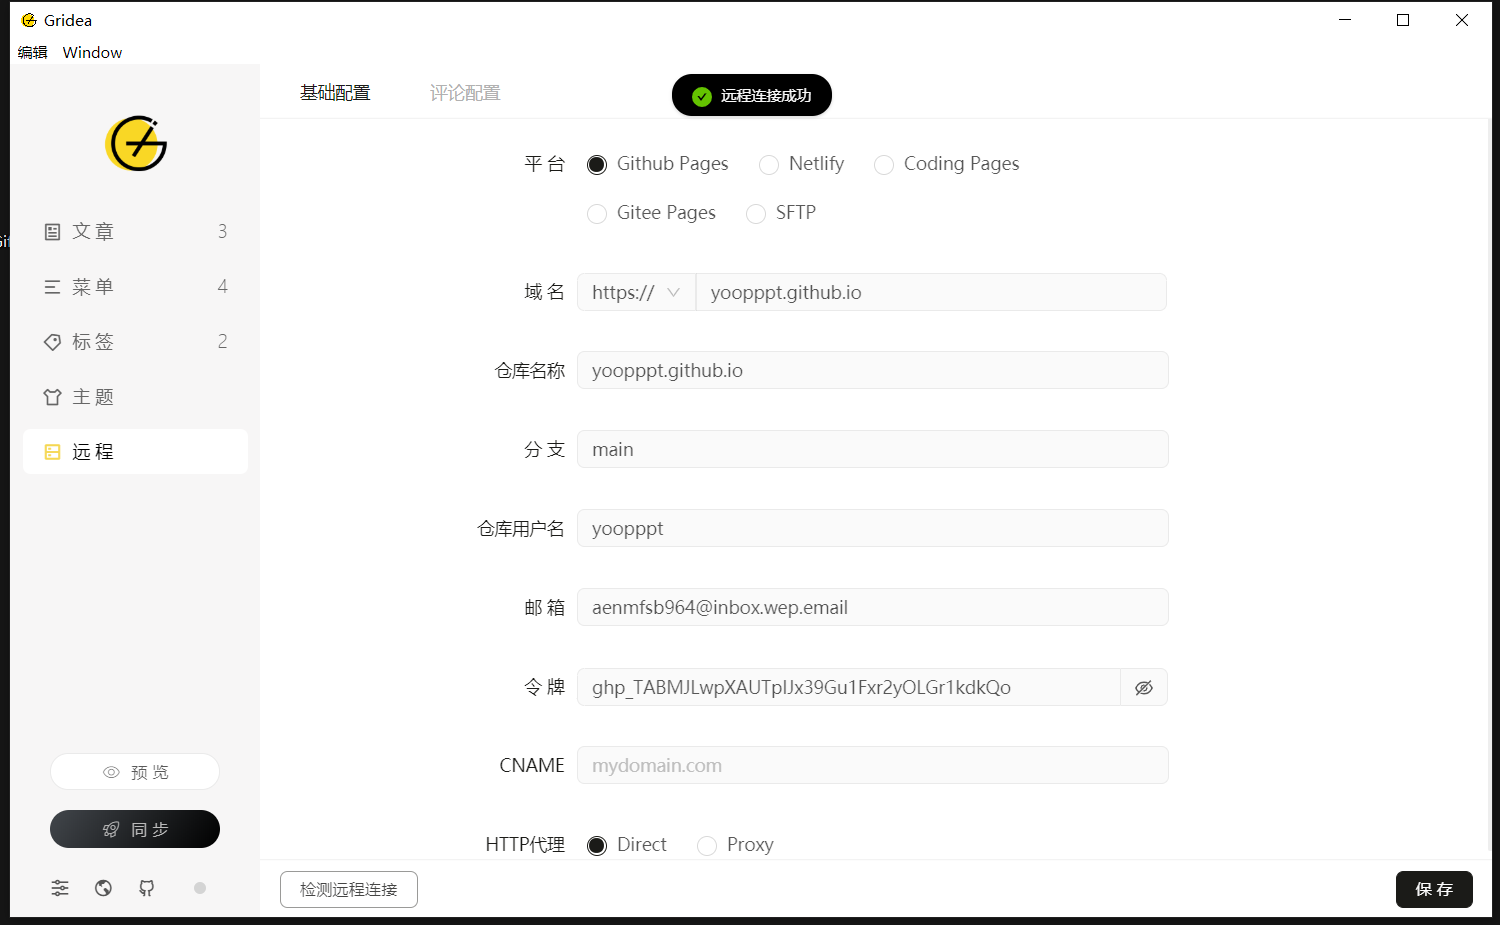 Gridea
编辑 Window
基础配置 评论配置 远程连接成功
平台 Github Pages Netlify Coding Pages
Gitee Pages SFTP
文章 3
菜单 4
标签 2
主题
远程
域名 https:// yoopppt.github.io
仓库名称 yoopppt.github.io
分支 main
仓库用户名 yoopppt
邮箱 aenmfsb964@inbox.wep.email
令牌
CNAME mydomain.com
HTTP代理 Direct Proxy
预览
同步
检测远程连接 保存